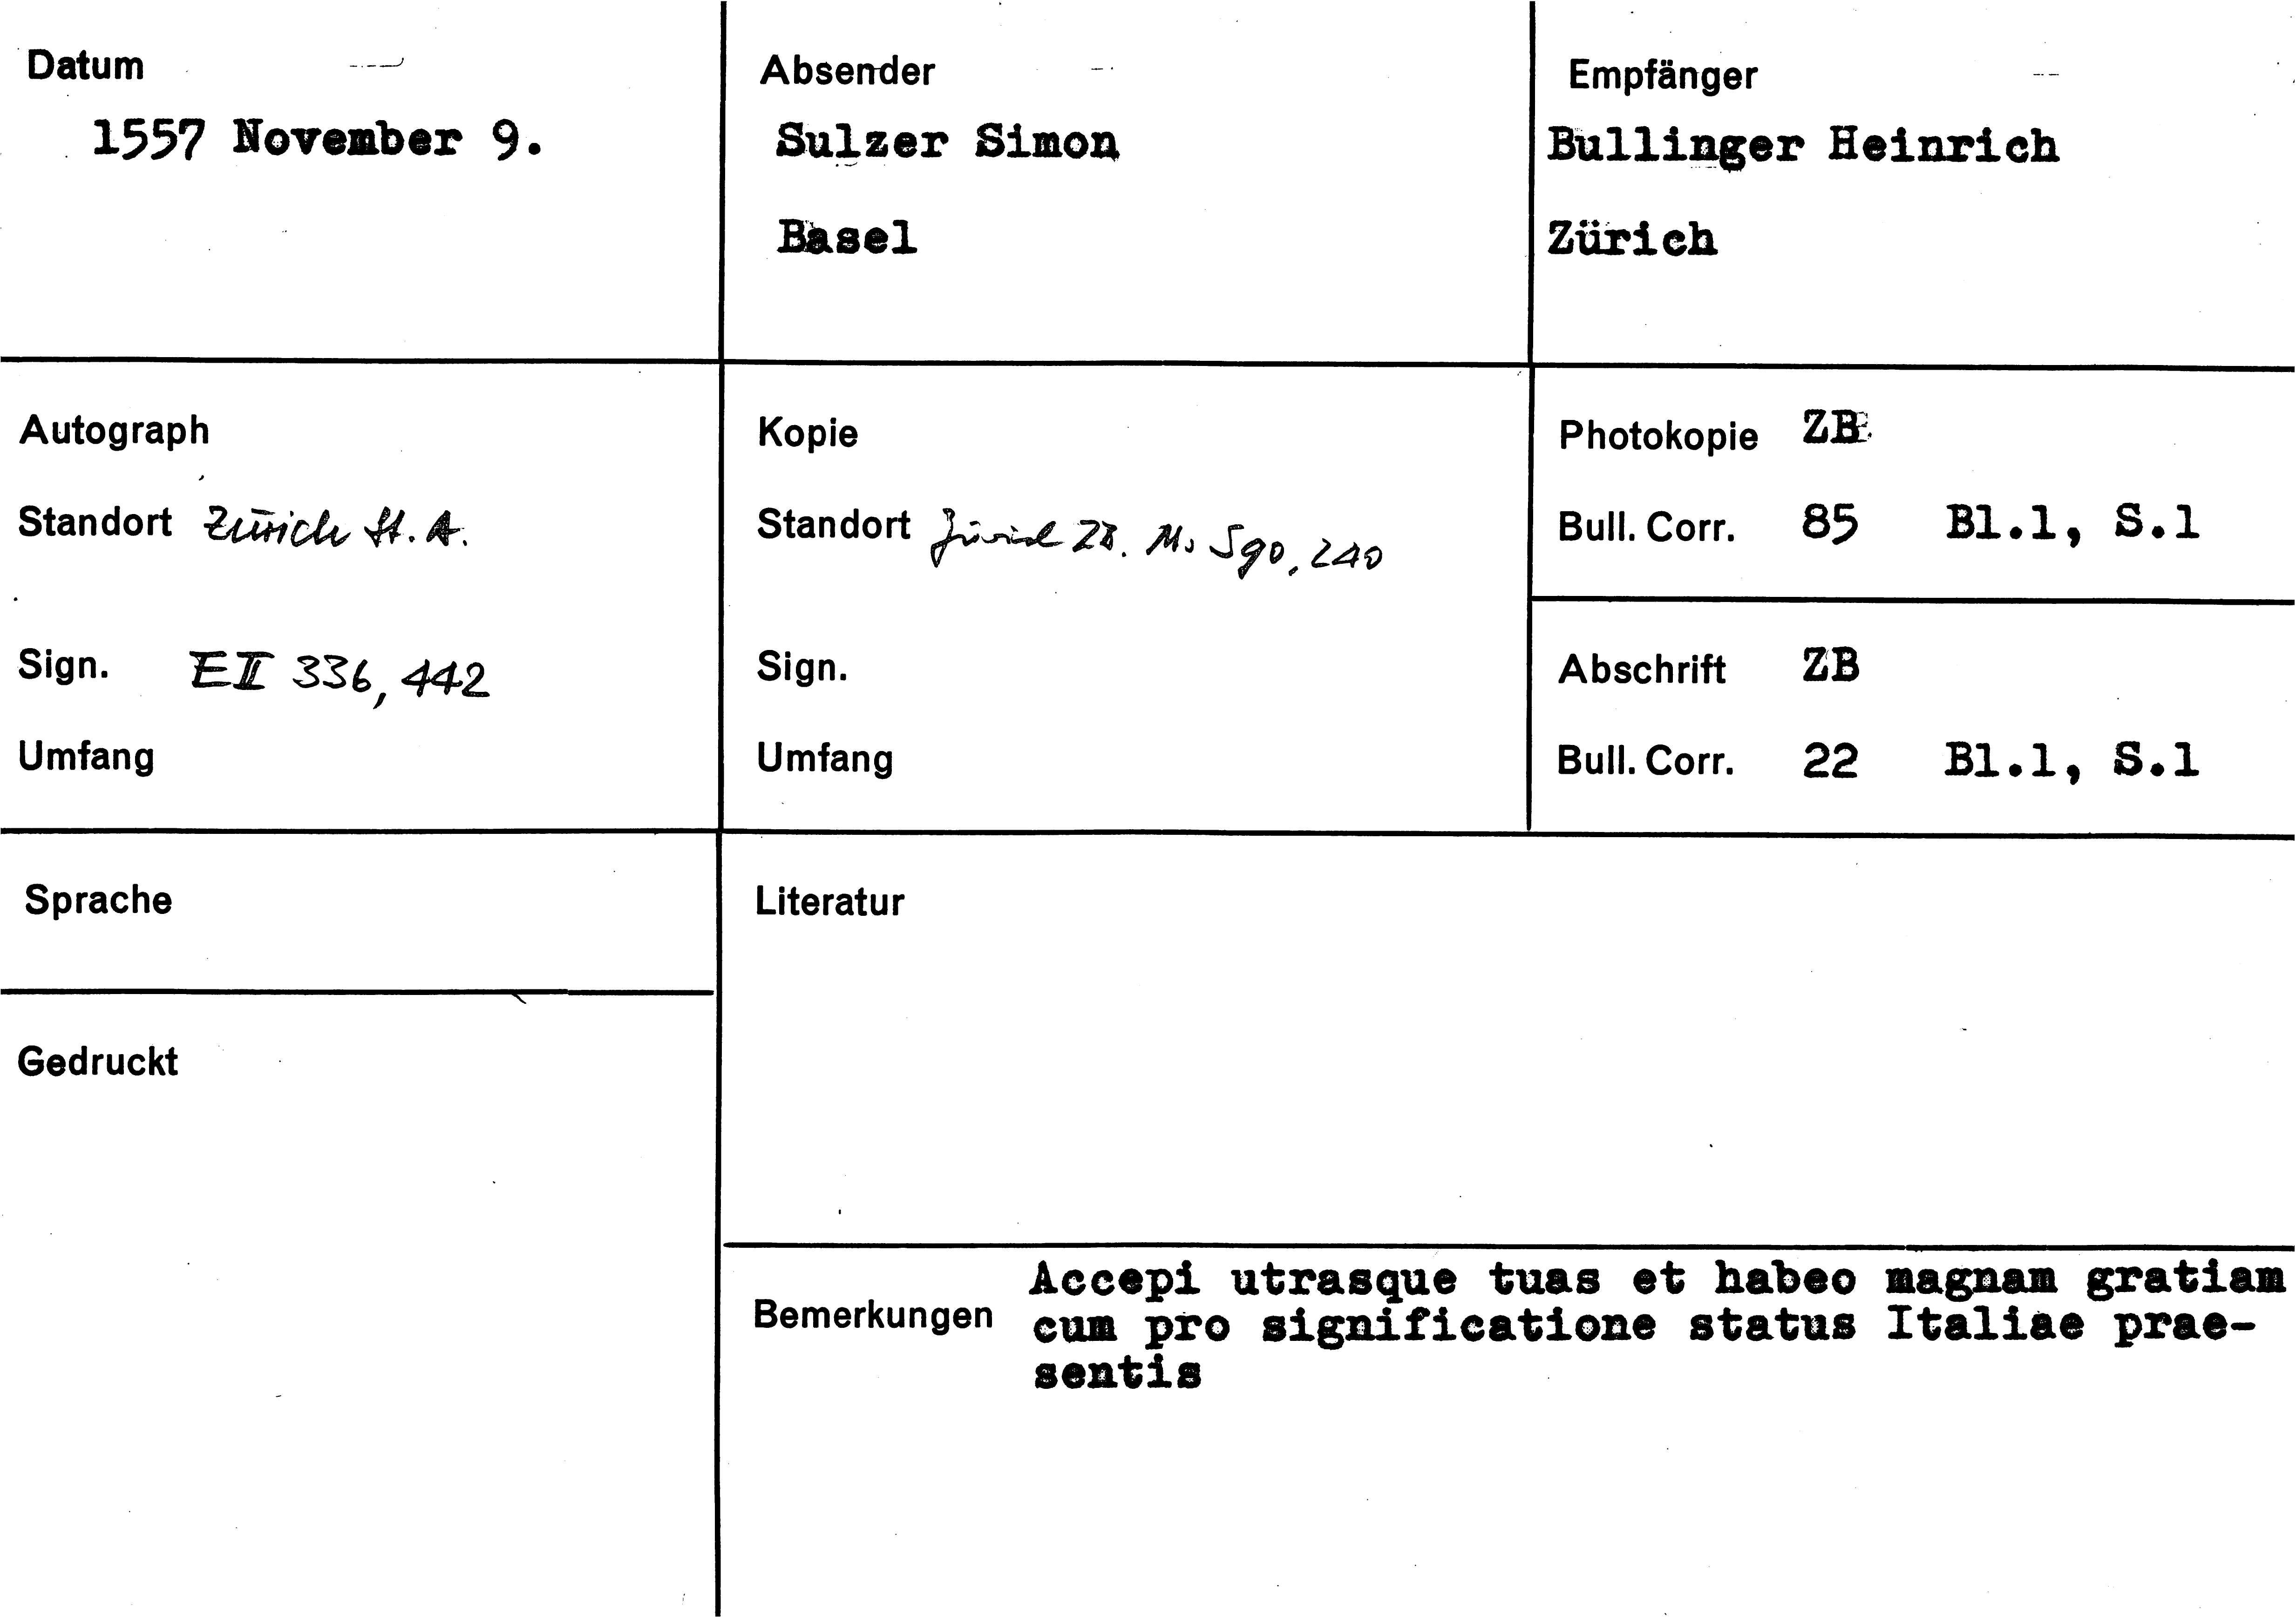 Datum
1557 November 9.
Absender
Sulzer Simon
Basel
Empfänger
Bullinger Heinrich
Zürich
Autograph
Standort Zürich St. A.
Sign. E II 336, 442
Umfang
Kopie
Standort Zürich ZB. Ms S 90, 240
Sign.
Umfang
Photokopie ZB
Bull. Corr. 85 Bl.1, S.1
Abschrift ZB
Bull. Corr. 22 Bl.1, S.1
Sprache
Literatur
Gedruckt
Bemerkungen
Accepi utrasque tuas et habeo magnam gratiam
cum pro significatione status Italiae prae-
sentis